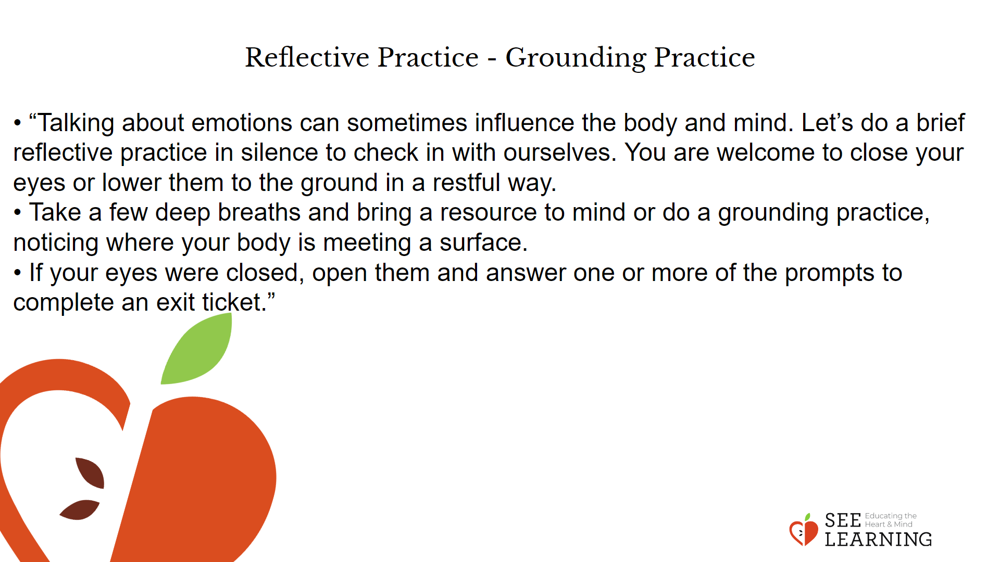 Reflective Practice - Grounding Practice
• “Talking about emotions can sometimes influence the body and mind. Let’s do a brief
reflective practice in silence to check in with ourselves. You are welcome to close your
eyes or lower them to the ground in a restful way.
• Take a few deep breaths and bring a resource to mind or do a grounding practice,
noticing where your body is meeting a surface.
• If your eyes were closed, open them and answer one or more of the prompts to
complete an exit ticket.”
SEE
Educating the
Heart & Mind
LEARNING